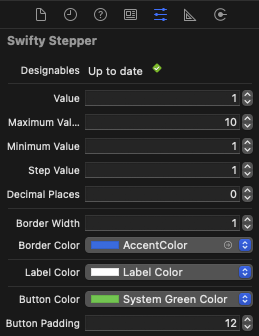 Swifty Stepper
Designables Up to date
Value 1
Maximum Val... 10
Minimum Value 1
Step Value 1
Decimal Places 0
Border Width 1
Border Color AccentColor
Label Color Label Color
Button Color System Green Color
Button Padding 12